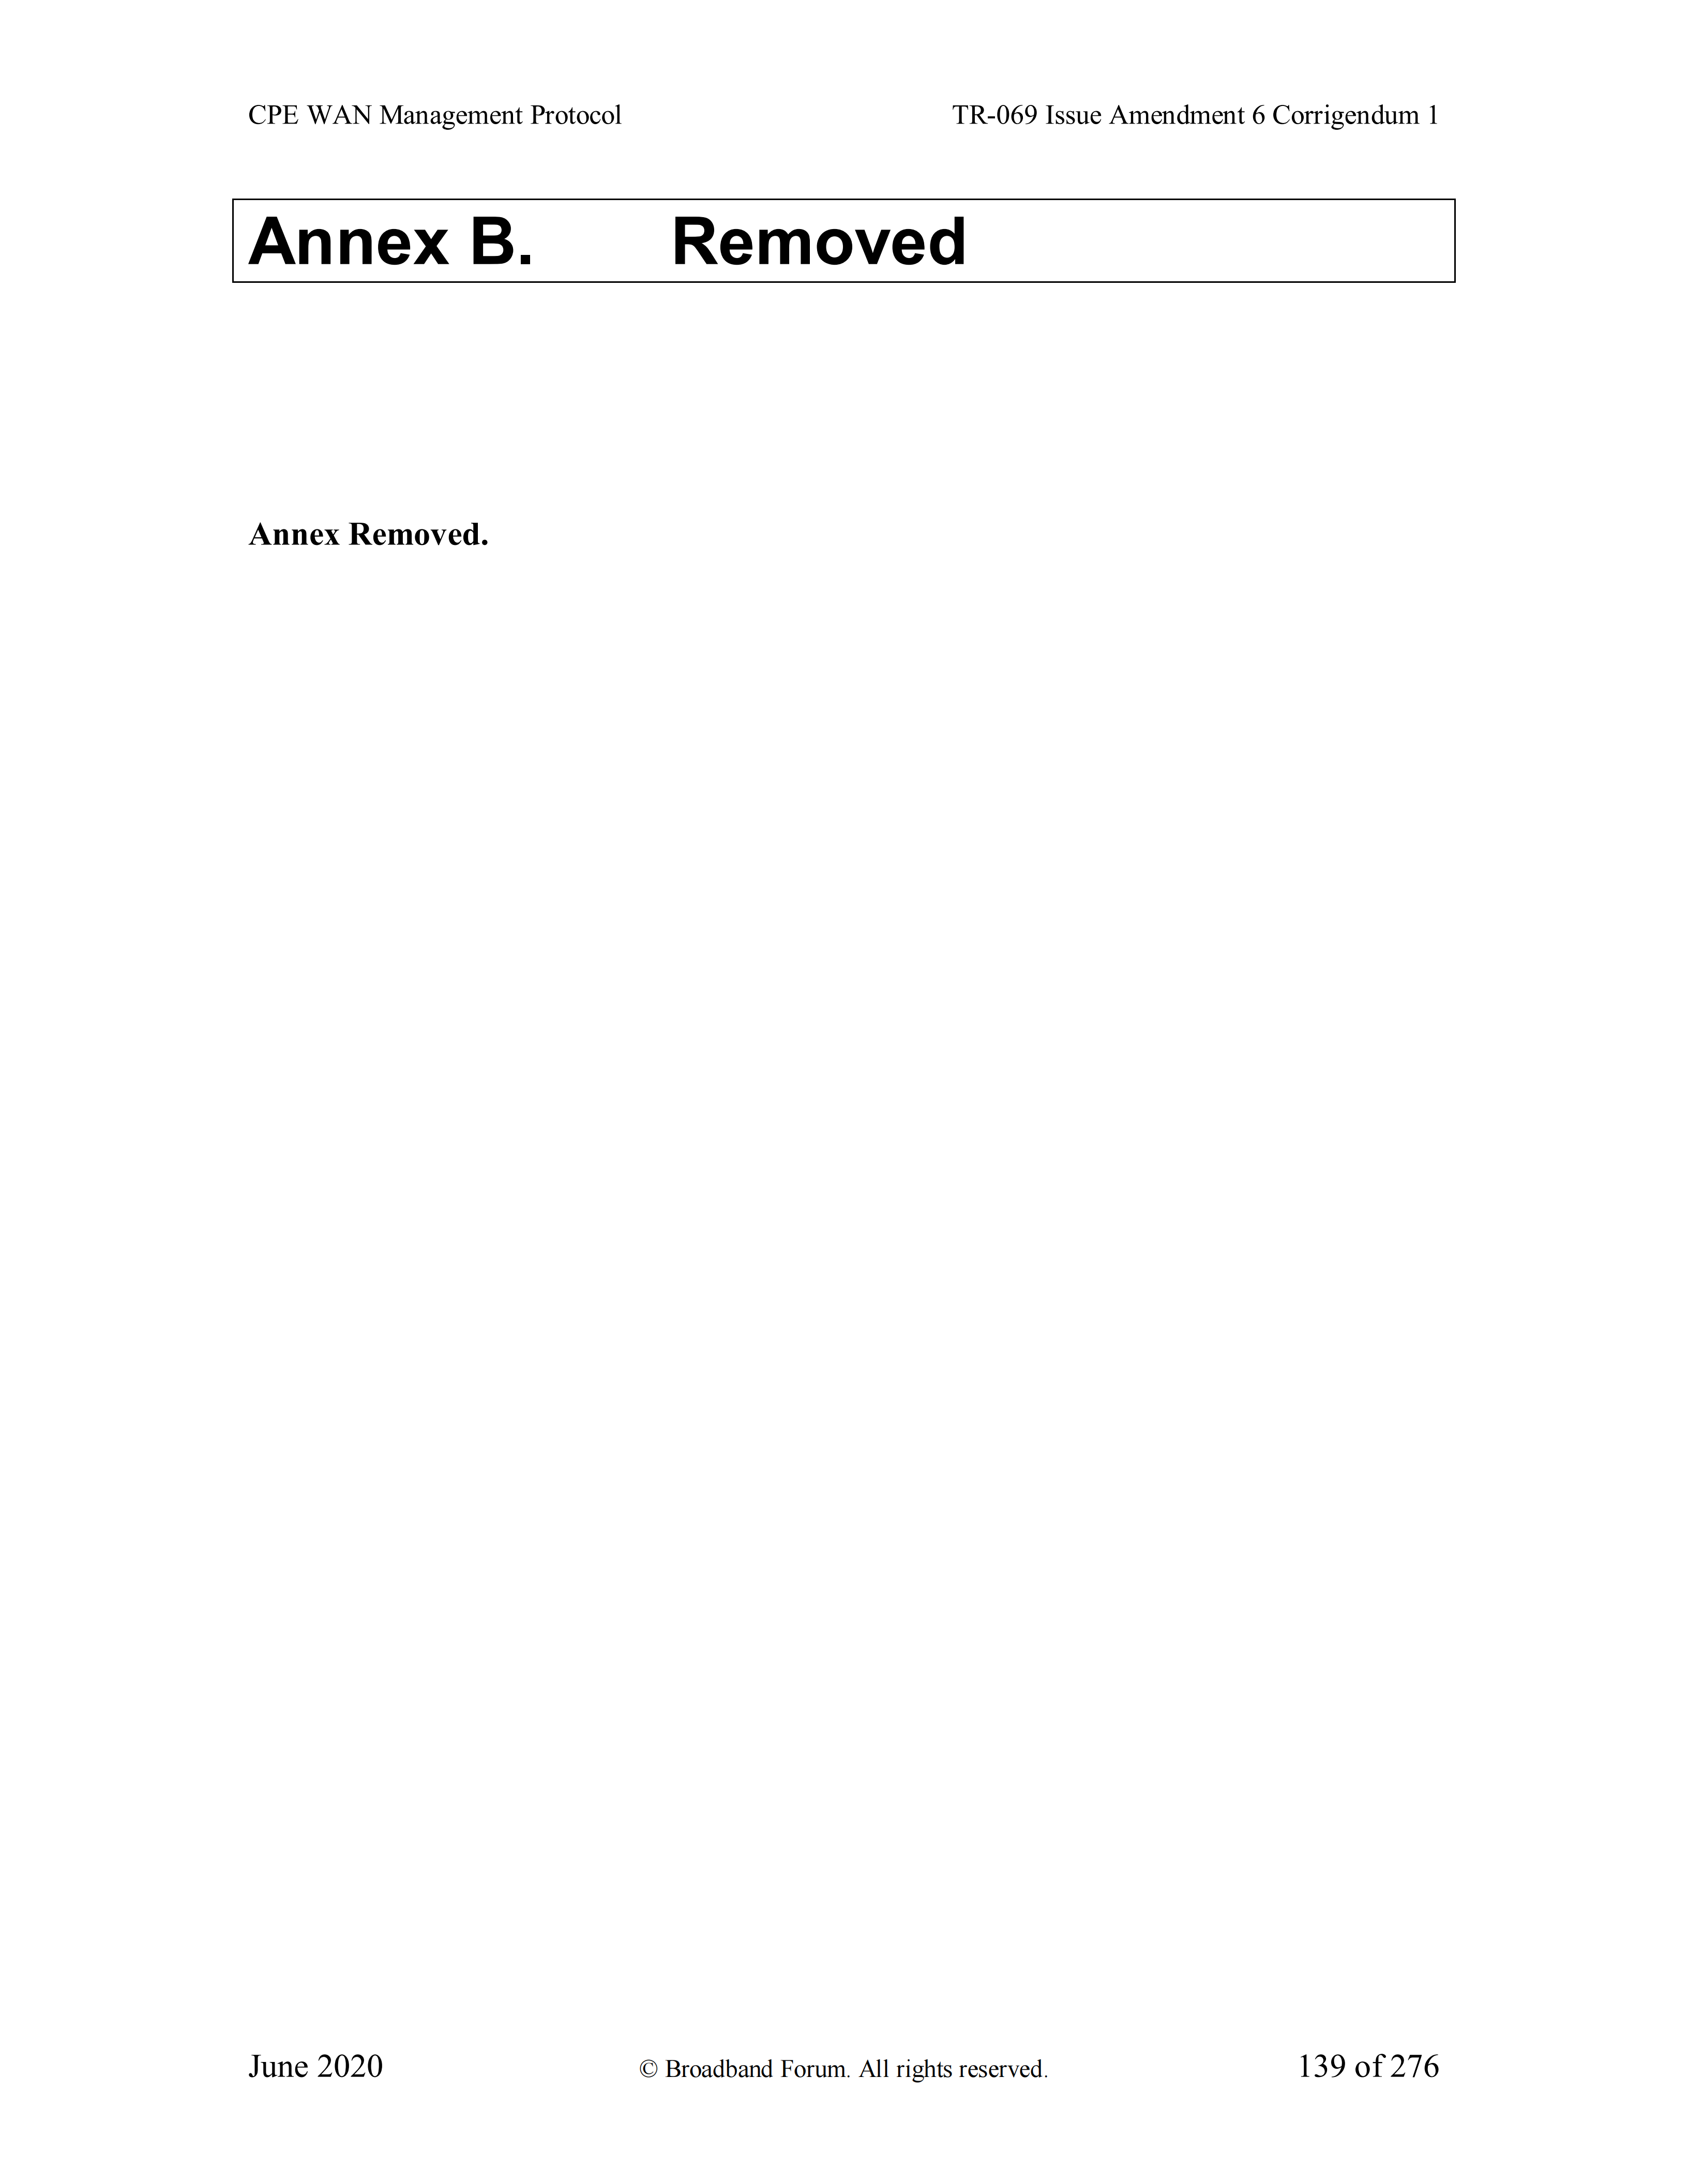 CPE WAN Management Protocol TR-069 Issue Amendment 6 Corrigendum 1
Annex B. Removed
Annex Removed.
June 2020 © Broadband Forum. All rights reserved. 139 of 276